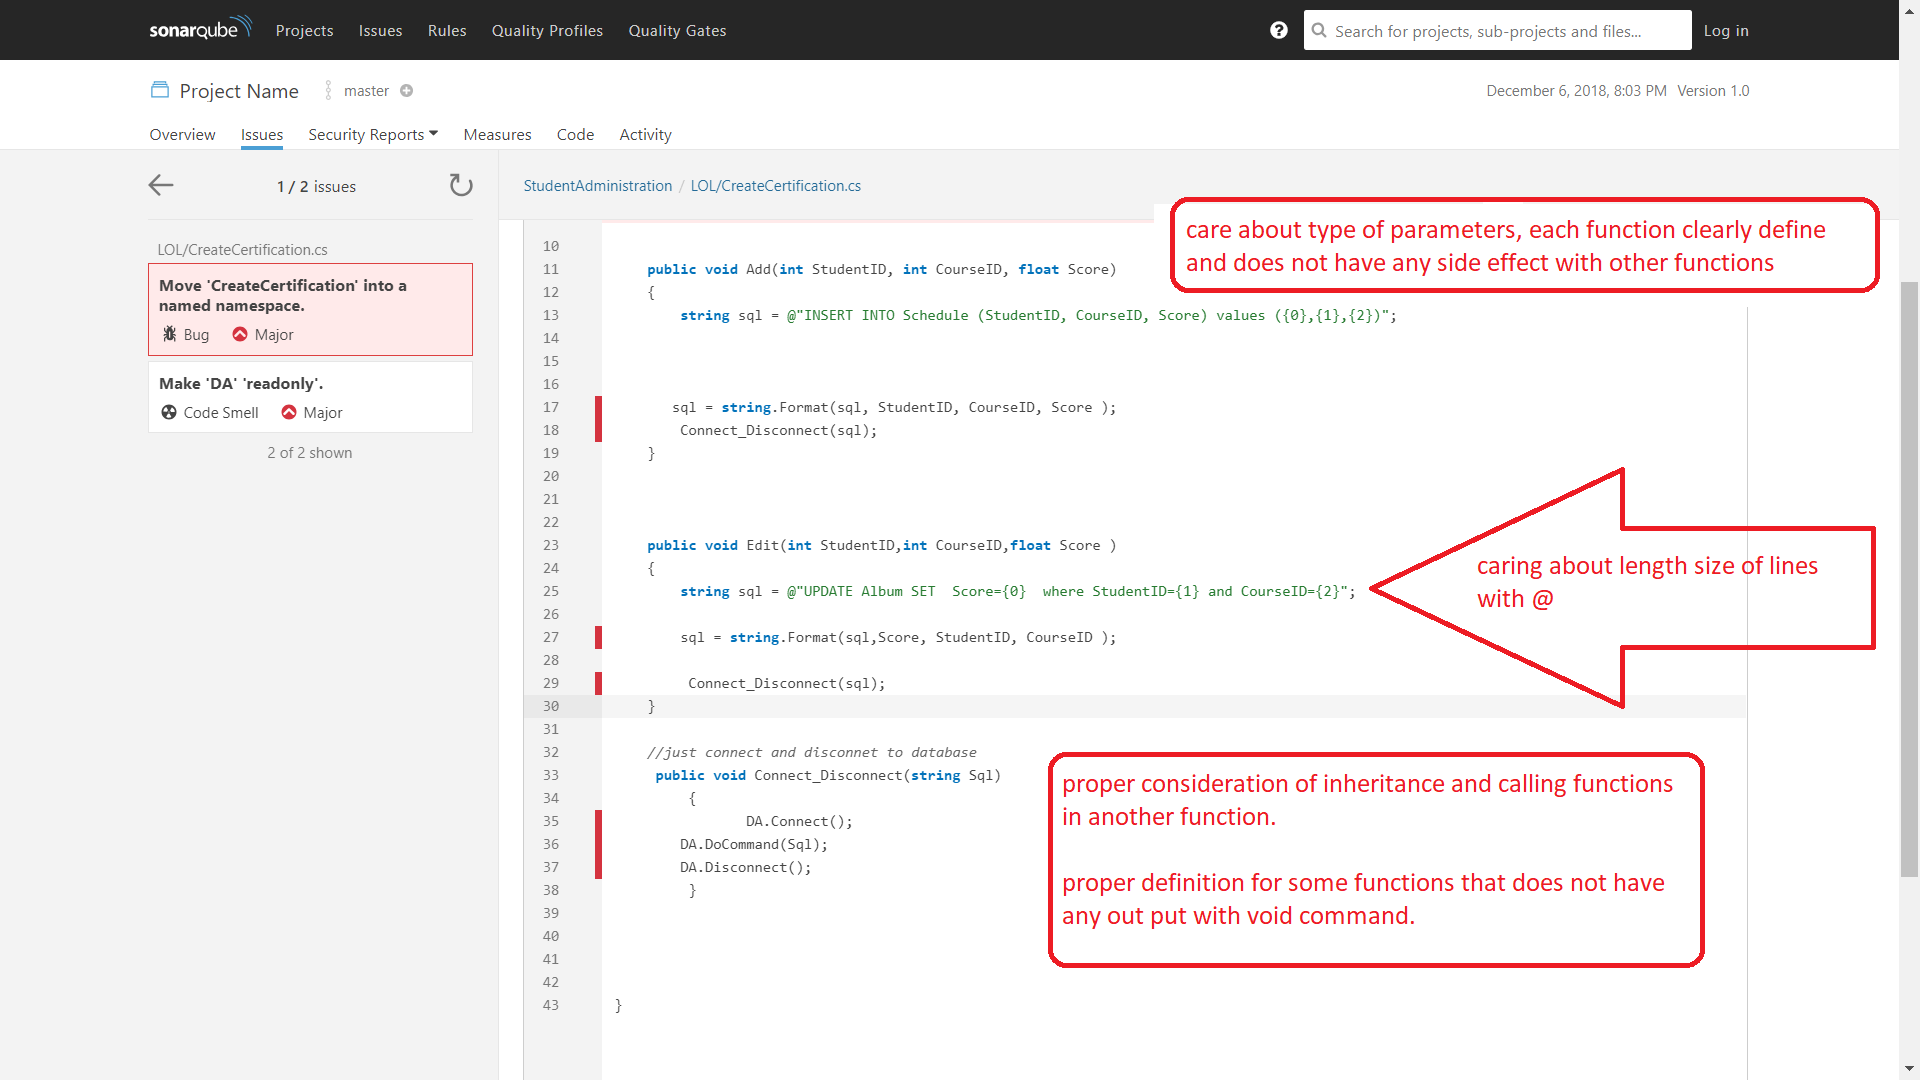 sonarqube Projects Issues Rules Quality Profiles Quality Gates Search for projects, sub-projects and files... Log in
Project Name master December 6, 2018, 8:03 PM Version 1.0
Overview Issues Security Reports Measures Code Activity
1 / 2 issues
StudentAdministration / LOL/CreateCertification.cs
LOL/CreateCertification.cs
Move 'CreateCertification' into a
named namespace.
Bug Major
Make 'DA' 'readonly'.
Code Smell Major
2 of 2 shown
care about type of parameters, each function clearly define
and does not have any side effect with other functions
10
11 public void Add(int StudentID, int CourseID, float Score)
12 {
13 string sql = @"INSERT INTO Schedule (StudentID, CourseID, Score) values ({0},{1},{2})";
14
15
16
17 sql = string.Format(sql, StudentID, CourseID, Score );
18 Connect_Disconnect(sql);
19 }
20
21
22
23 public void Edit(int StudentID,int CourseID,float Score )
24 {
25 string sql = @"UPDATE Album SET  Score={0}  where StudentID={1} and CourseID={2}";
26
27 sql = string.Format(sql,Score, StudentID, CourseID );
28
29 Connect_Disconnect(sql);
30 }
31
32 //just connect and disconnet to database
33 public void Connect_Disconnect(string Sql)
34 {
35 DA.Connect();
36 DA.DoCommand(Sql);
37 DA.Disconnect();
38 }
39
40
41
42
43 }
caring about length size of lines
with @
proper consideration of inheritance and calling functions
in another function.
proper definition for some functions that does not have
any out put with void command.